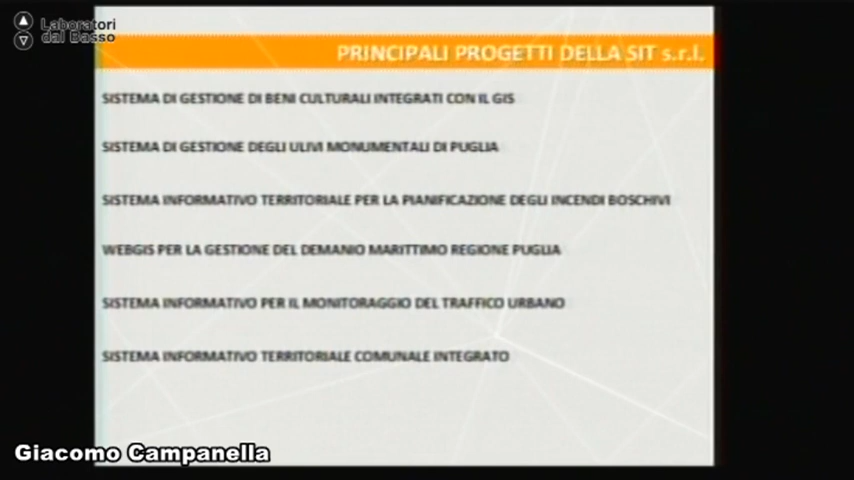 Laboratori
dal Basso
PRINCIPALI PROGETTI DELLA SIT s.r.l.
SISTEMA DI GESTIONE DI BENI CULTURALI INTEGRATI CON IL GIS
SISTEMA DI GESTIONE DEGLI ULIVI MONUMENTALI DI PUGLIA
SISTEMA INFORMATIVO TERRITORIALE PER LA PIANIFICAZIONE DEGLI INCENDI BOSCHIVI
WEBGIS PER LA GESTIONE DEL DEMANIO MARITTIMO REGIONE PUGLIA
SISTEMA INFORMATIVO PER IL MONITORAGGIO DEL TRAFFICO URBANO
SISTEMA INFORMATIVO TERRITORIALE COMUNALE INTEGRATO
Giacomo Campanella